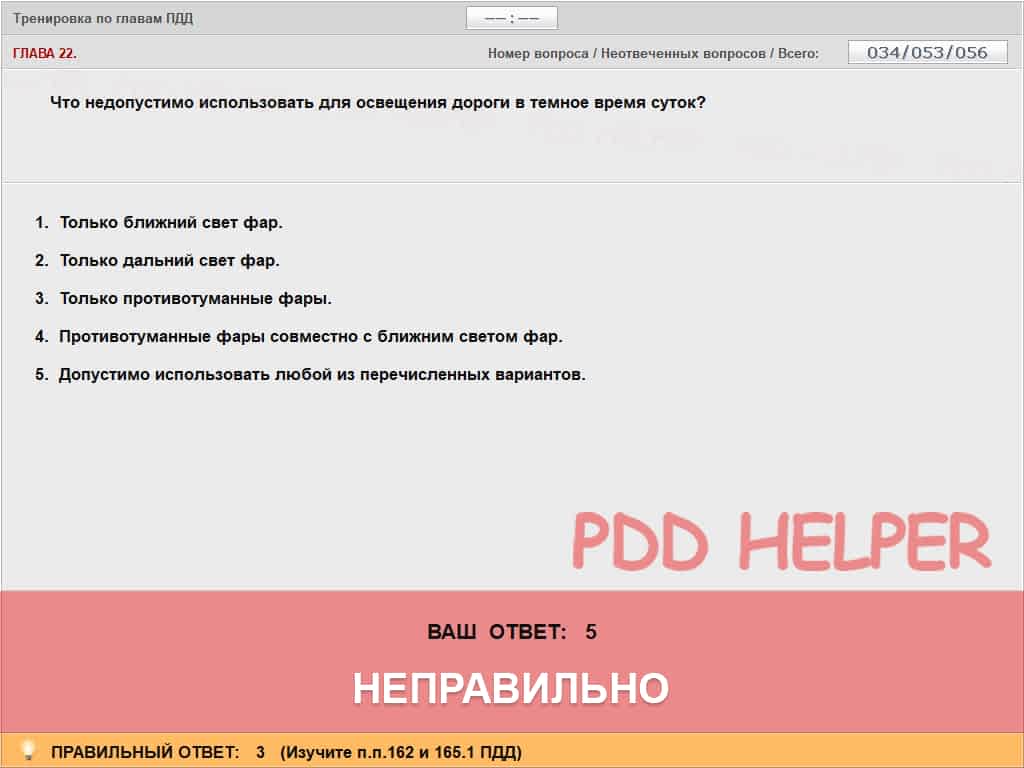 Тренировка по главам ПДД
—— : ——
ГЛАВА 22.
Номер вопроса / Неотвеченных вопросов / Всего:
034/053/056
Что недопустимо использовать для освещения дороги в темное время суток?
1. Только ближний свет фар.
2. Только дальний свет фар.
3. Только противотуманные фары.
4. Противотуманные фары совместно с ближним светом фар.
5. Допустимо использовать любой из перечисленных вариантов.
PDD HELPER
ВАШ ОТВЕТ: 5
НЕПРАВИЛЬНО
ПРАВИЛЬНЫЙ ОТВЕТ: 3 (Изучите п.п.162 и 165.1 ПДД)